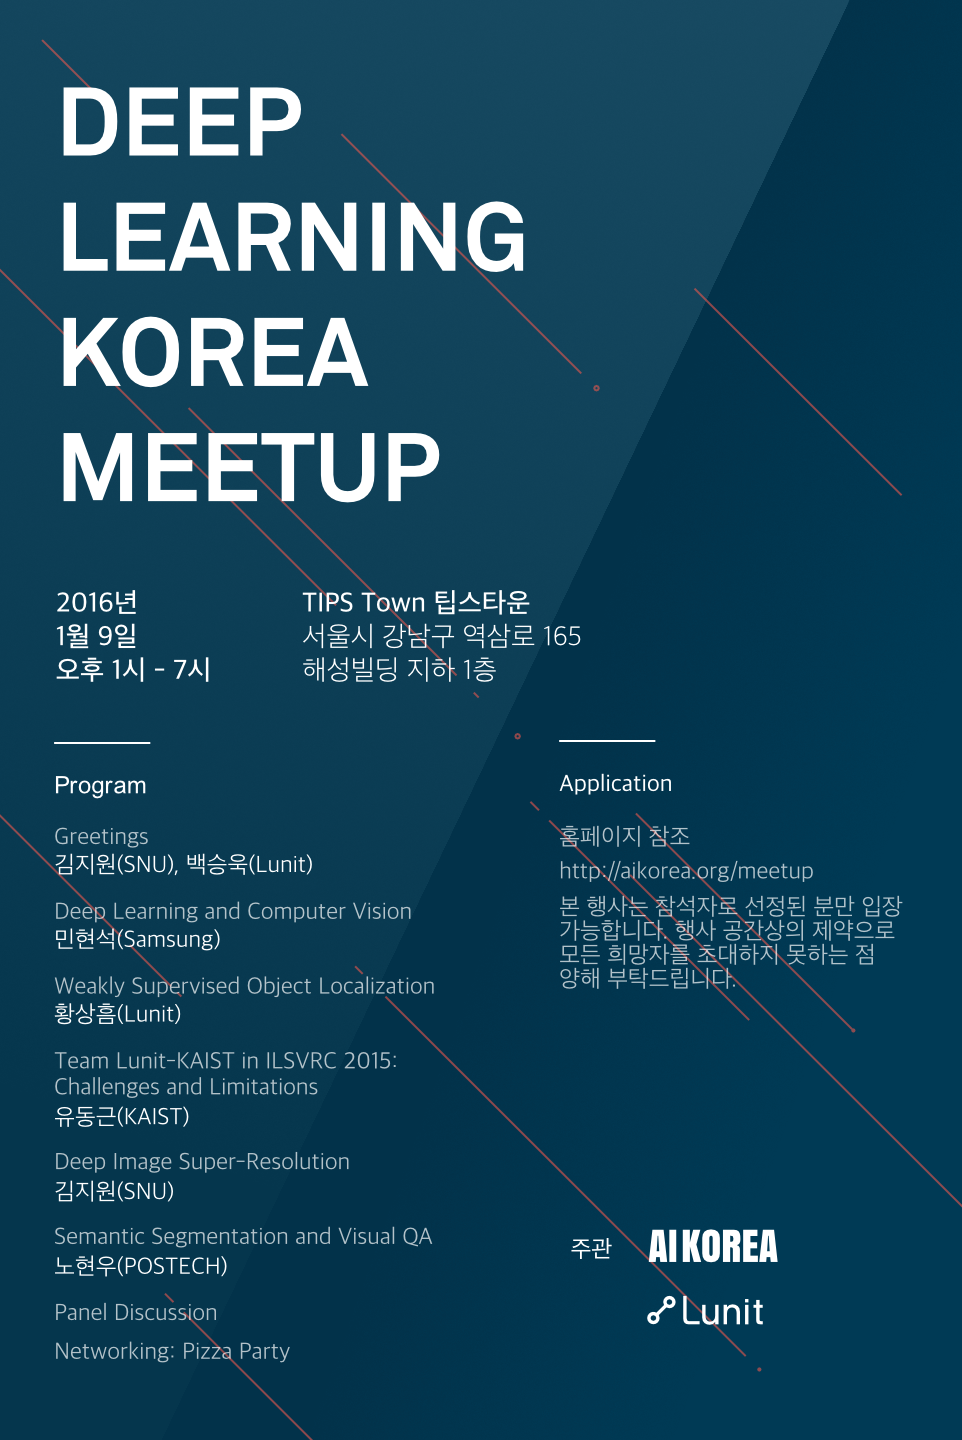 DEEP
LEARNING
KOREA
MEETUP
2016년
1월 9일
오후 1시 - 7시
TIPS Town 팁스타운
서울시 강남구 역삼로 165
해성빌딩 지하 1층
Program
Greetings
김지원(SNU), 백승욱(Lunit)
Deep Learning and Computer Vision
민현석(Samsung)
Weakly Supervised Object Localization
황상흠(Lunit)
Team Lunit-KAIST in ILSVRC 2015:
Challenges and Limitations
유동근(KAIST)
Deep Image Super-Resolution
김지원(SNU)
Semantic Segmentation and Visual QA
노현우(POSTECH)
Panel Discussion
Networking: Pizza Party
Application
홈페이지 참조
http://aikorea.org/meetup
본 행사는 참석자로 선정된 분만 입장
가능합니다. 행사 공간상의 제약으로
모든 희망자를 초대하지 못하는 점
양해 부탁드립니다.
주관 AI KOREA
Lunit